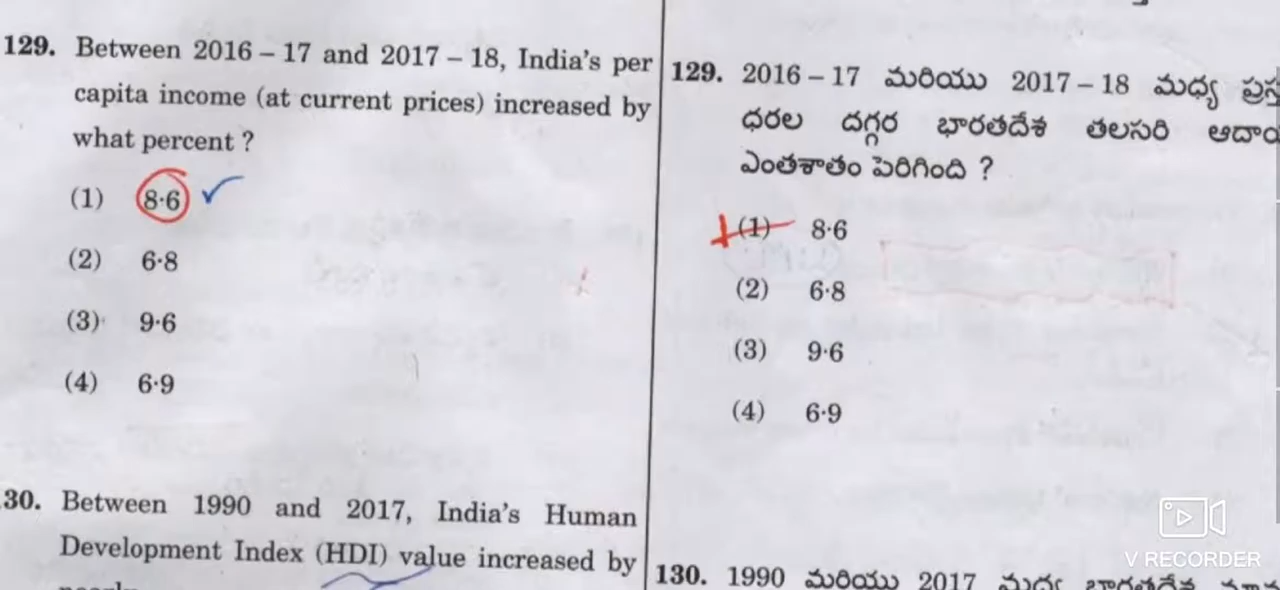 129. Between 2016 – 17 and 2017 – 18, India's per
capita income (at current prices) increased by
what percent ?
(1) 8·6
(2) 6·8
(3) 9·6
(4) 6·9
30. Between 1990 and 2017, India's Human
Development Index (HDI) value increased by
129. 2016 – 17 మరియు 2017 – 18 మధ్య
ధరల దగ్గర భారతదేశ తలసరి
ఎంతశాతం పెరిగింది ?
(1) 8·6
(2) 6·8
(3) 9·6
(4) 6·9
130. 1990 మరియు 2017 మధ్య
V RECORDER